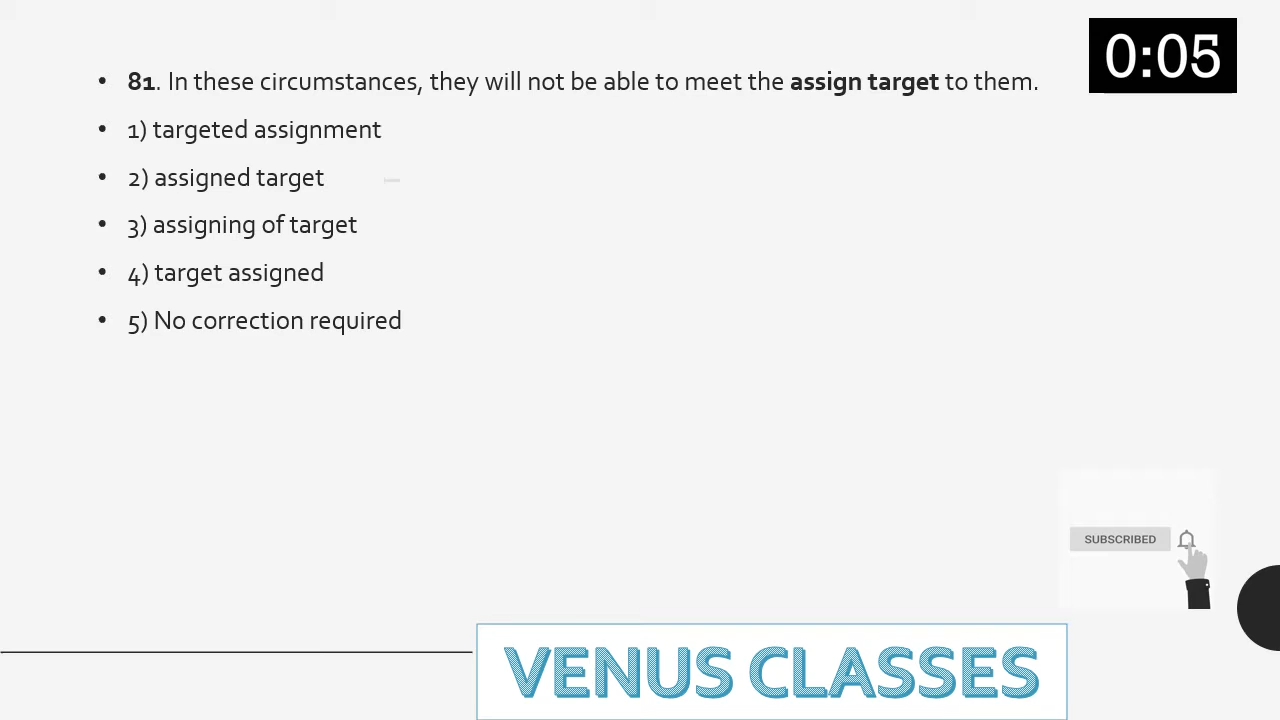 0:05
• 81. In these circumstances, they will not be able to meet the assign target to them.
• 1) targeted assignment
• 2) assigned target
• 3) assigning of target
• 4) target assigned
• 5) No correction required
SUBSCRIBED
VENUS CLASSES